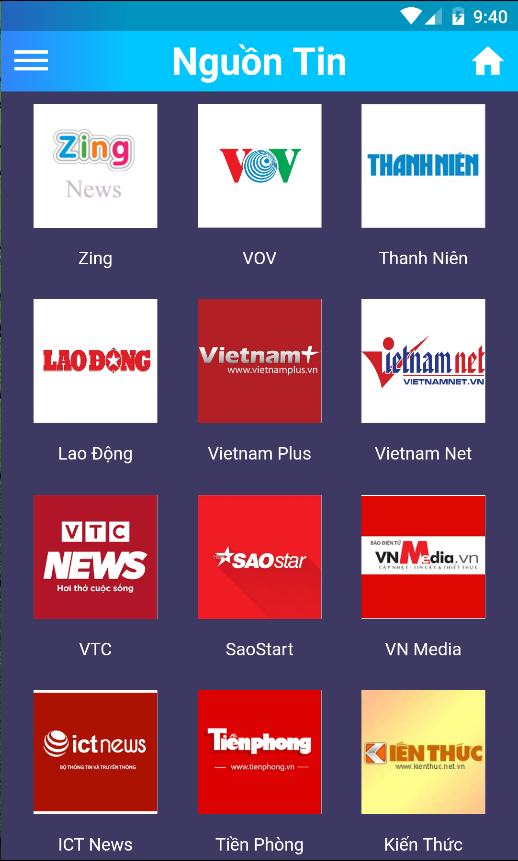 9:40
Nguồn Tin
Zing
News
VOV
THANH NIÊN
Zing
VOV
Thanh Niên
LAO ĐỘNG
Vietnam+
www.vietnamplus.vn
Vietnam net
VIETNAMNET.VN
Lao Động
Vietnam Plus
Vietnam Net
VTC
NEWS
Hơi thở cuộc sống
SAOstar
BÁO ĐIỆN TỬ
VNMedia.vn
CẬP NHẬT - TIN CẬY & THIẾT THỰC
VTC
SaoStart
VN Media
ictnews
BỘ THÔNG TIN VÀ TRUYỀN THÔNG
Tiền phong
www.tienphong.vn
KIẾN THỨC
www.kienthuc.net.vn
ICT News
Tiền Phòng
Kiến Thức